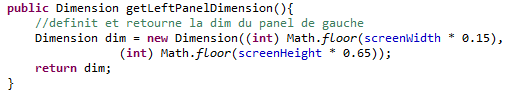 public Dimension getLeftPanelDimension(){
    //definit et retourne la dim du panel de gauche
    Dimension dim = new Dimension((int) Math.floor(screenWidth * 0.15),
                (int) Math.floor(screenHeight * 0.65));
    return dim;
}